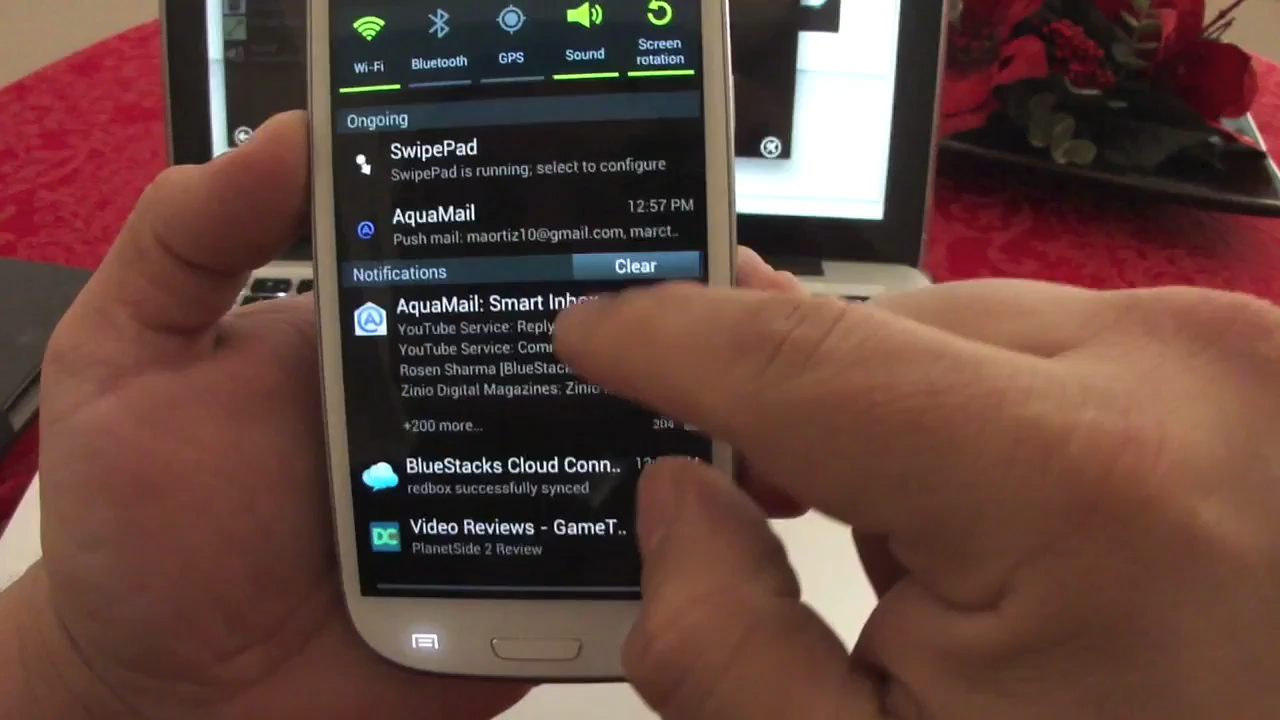 Wi-Fi
Bluetooth
GPS
Sound
Screen
rotation
Ongoing
SwipePad
SwipePad is running; select to configure
AquaMail 12:57 PM
Push mail: maortiz10@gmail.com, marct..
Notifications Clear
AquaMail: Smart Inbox
YouTube Service: Reply
YouTube Service: Com
Rosen Sharma [BlueStack
Zinio Digital Magazines: Zinio
+200 more... 204
BlueStacks Cloud Conn..
redbox successfully synced
Video Reviews - GameT..
PlanetSide 2 Review
DC